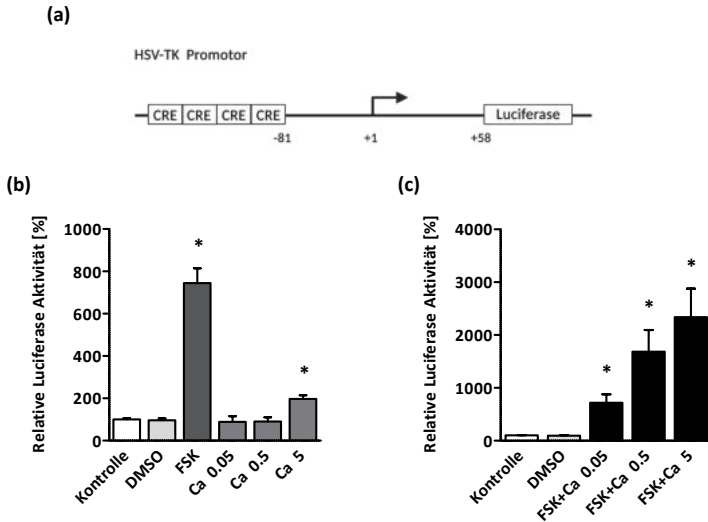 (a)
HSV-TK Promotor
CRE CRE CRE CRE
Luciferase
-81 +1 +58
(b)
Relative Luciferase Aktivität [%]
1000
800
600
400
200
0
*
*
Kontrolle
DMSO
FSK
Ca 0.05
Ca 0.5
Ca 5
(c)
Relative Luciferase Aktivität [%]
4000
3000
2000
1000
0
*
*
*
Kontrolle
DMSO
FSK+Ca 0.05
FSK+Ca 0.5
FSK+Ca 5